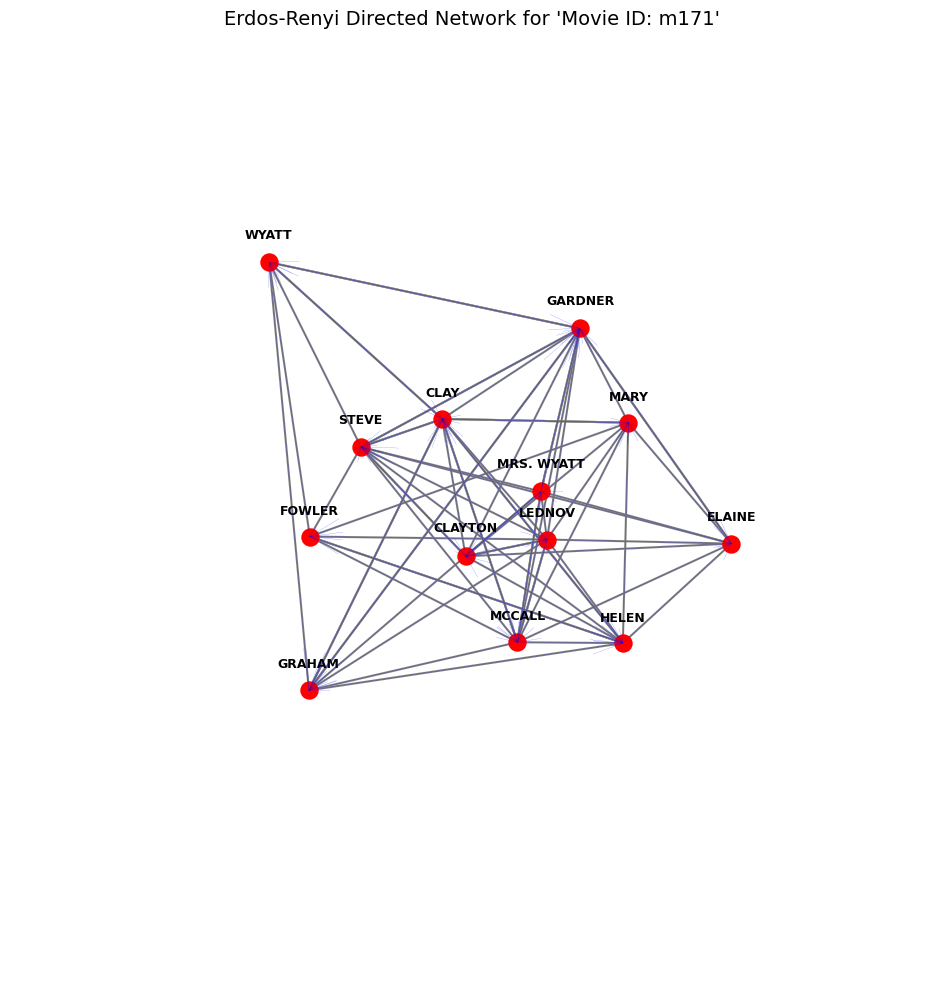 Erdos-Renyi Directed Network for 'Movie ID: m171'
WYATT
GARDNER
CLAY
MARY
STEVE
MRS. WYATT
FOWLER
LEDNOV
ELAINE
CLAYTON
MCCALL
HELEN
GRAHAM